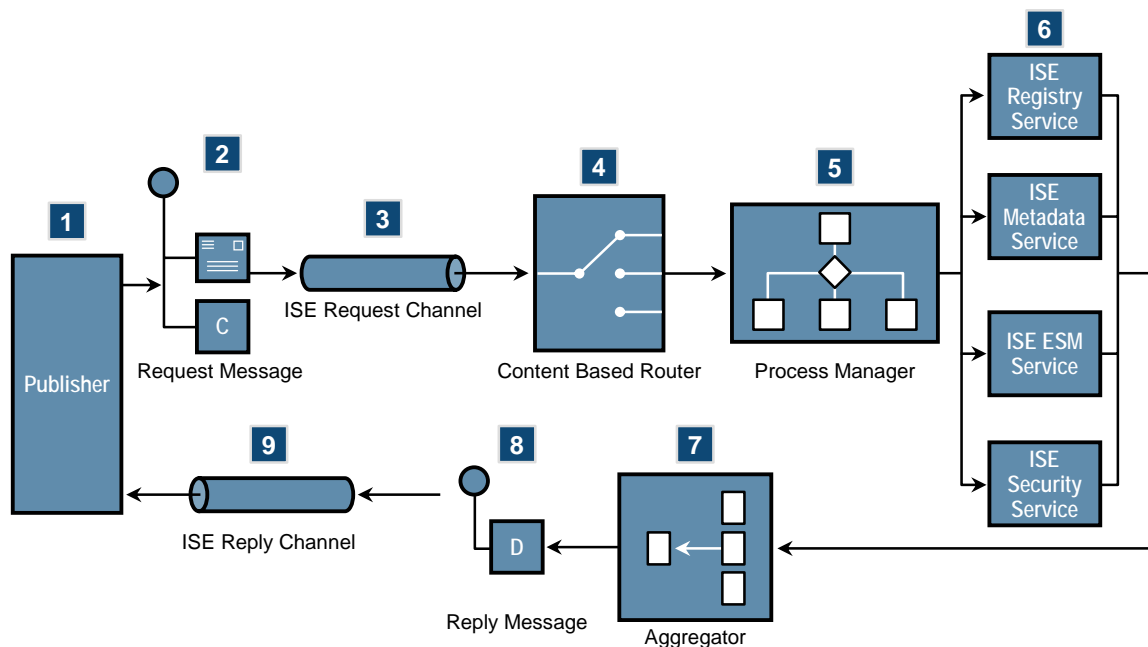 6
ISE
Registry
Service
2
4
5
1
3
ISE
Metadata
Service
ISE Request Channel
C
Request Message
Publisher
Content Based Router
Process Manager
ISE ESM
Service
9
8
7
ISE
Security
Service
ISE Reply Channel
D
Reply Message
Aggregator